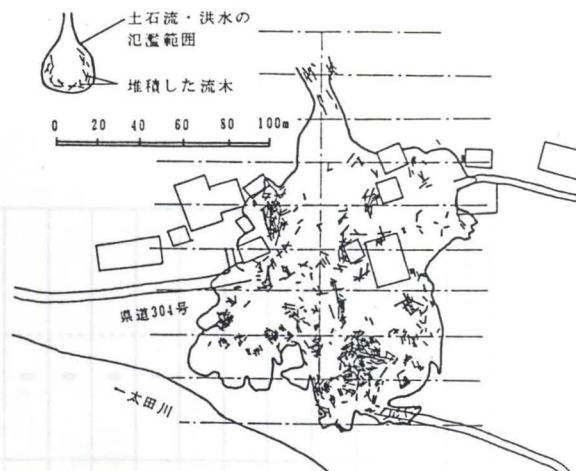 土石流・洪水の
氾濫範囲
堆積した流木
0 20 40 60 80 100m
県道304号
←太田川